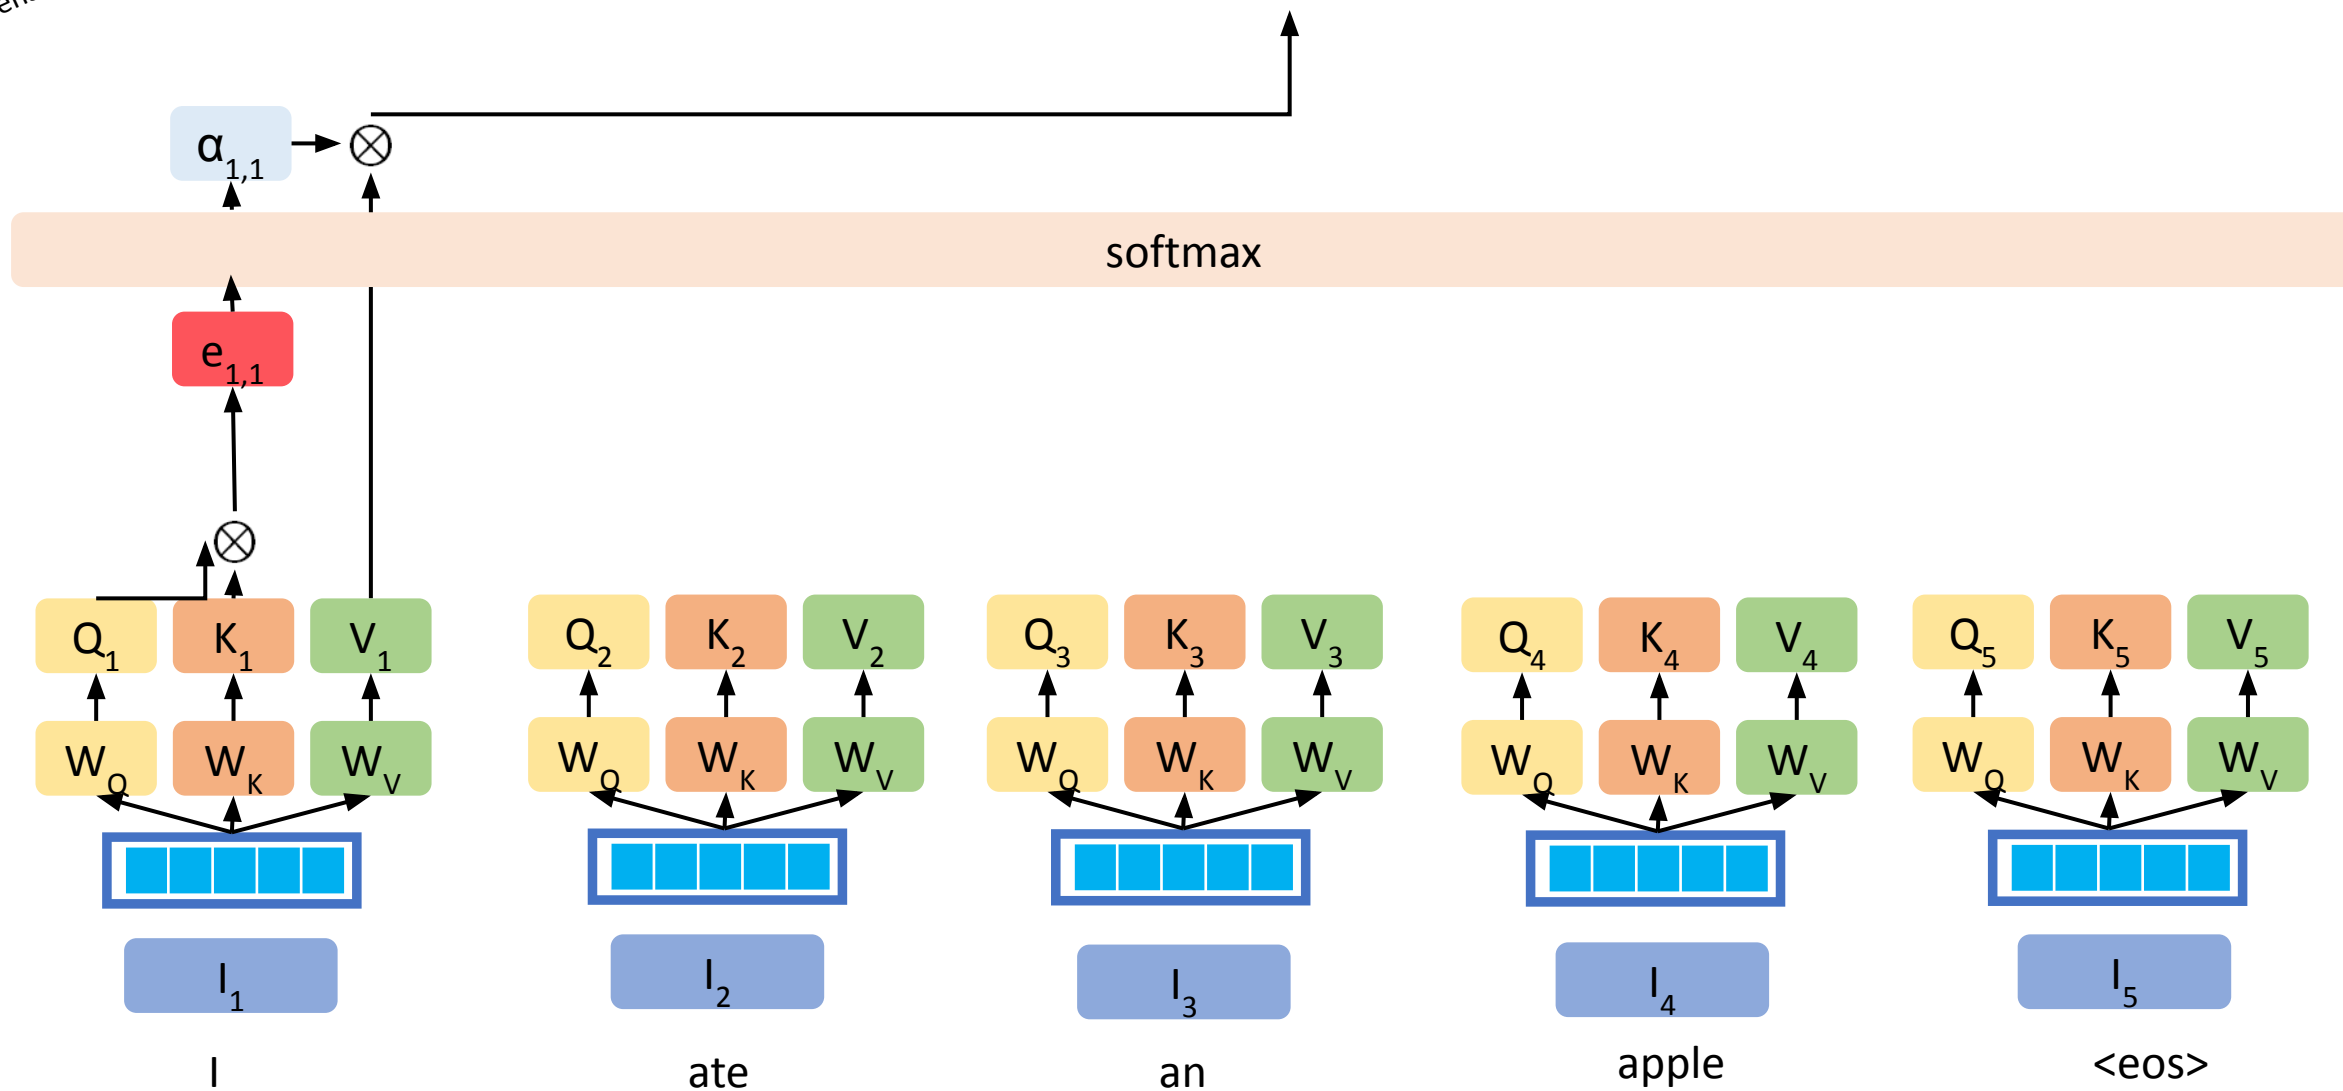 α1,1
softmax
e1,1
Q1 K1 V1 Q2 K2 V2 Q3 K3 V3 Q4 K4 V4 Q5 K5 V5
WQ WK WV WQ WK WV WQ WK WV WQ WK WV WQ WK WV
I1 I2 I3 I4 I5
I ate an apple <eos>